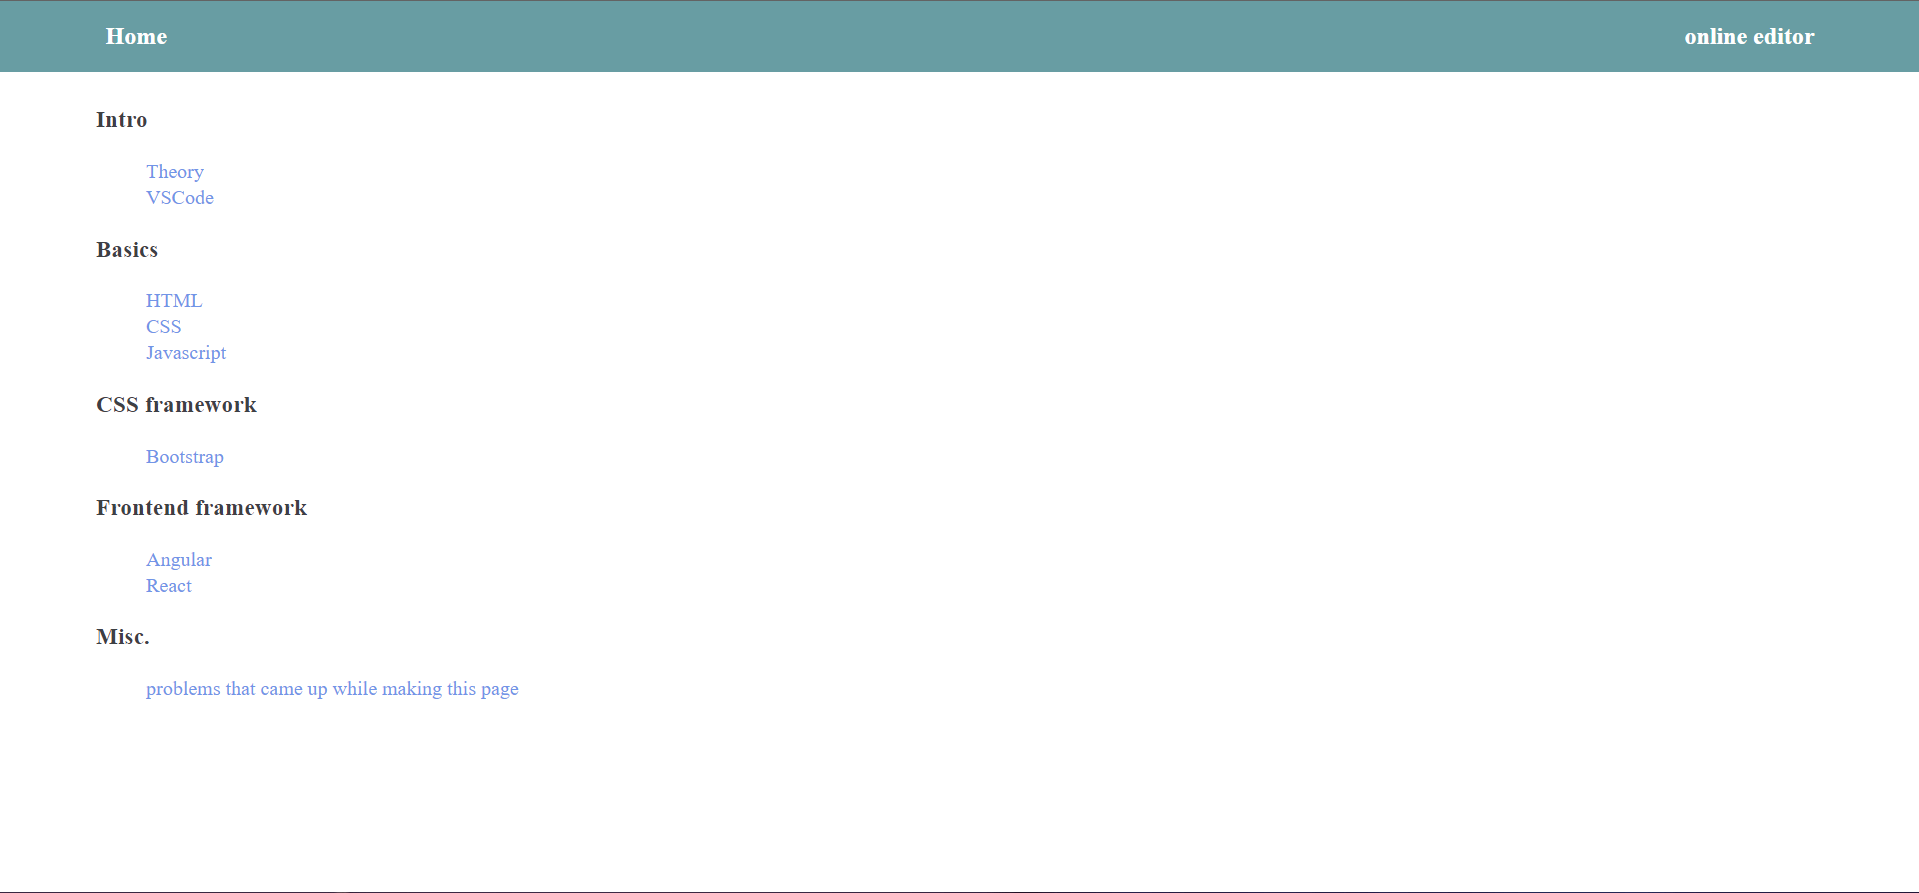 Home
online editor
Intro
Theory
VSCode
Basics
HTML
CSS
Javascript
CSS framework
Bootstrap
Frontend framework
Angular
React
Misc.
problems that came up while making this page